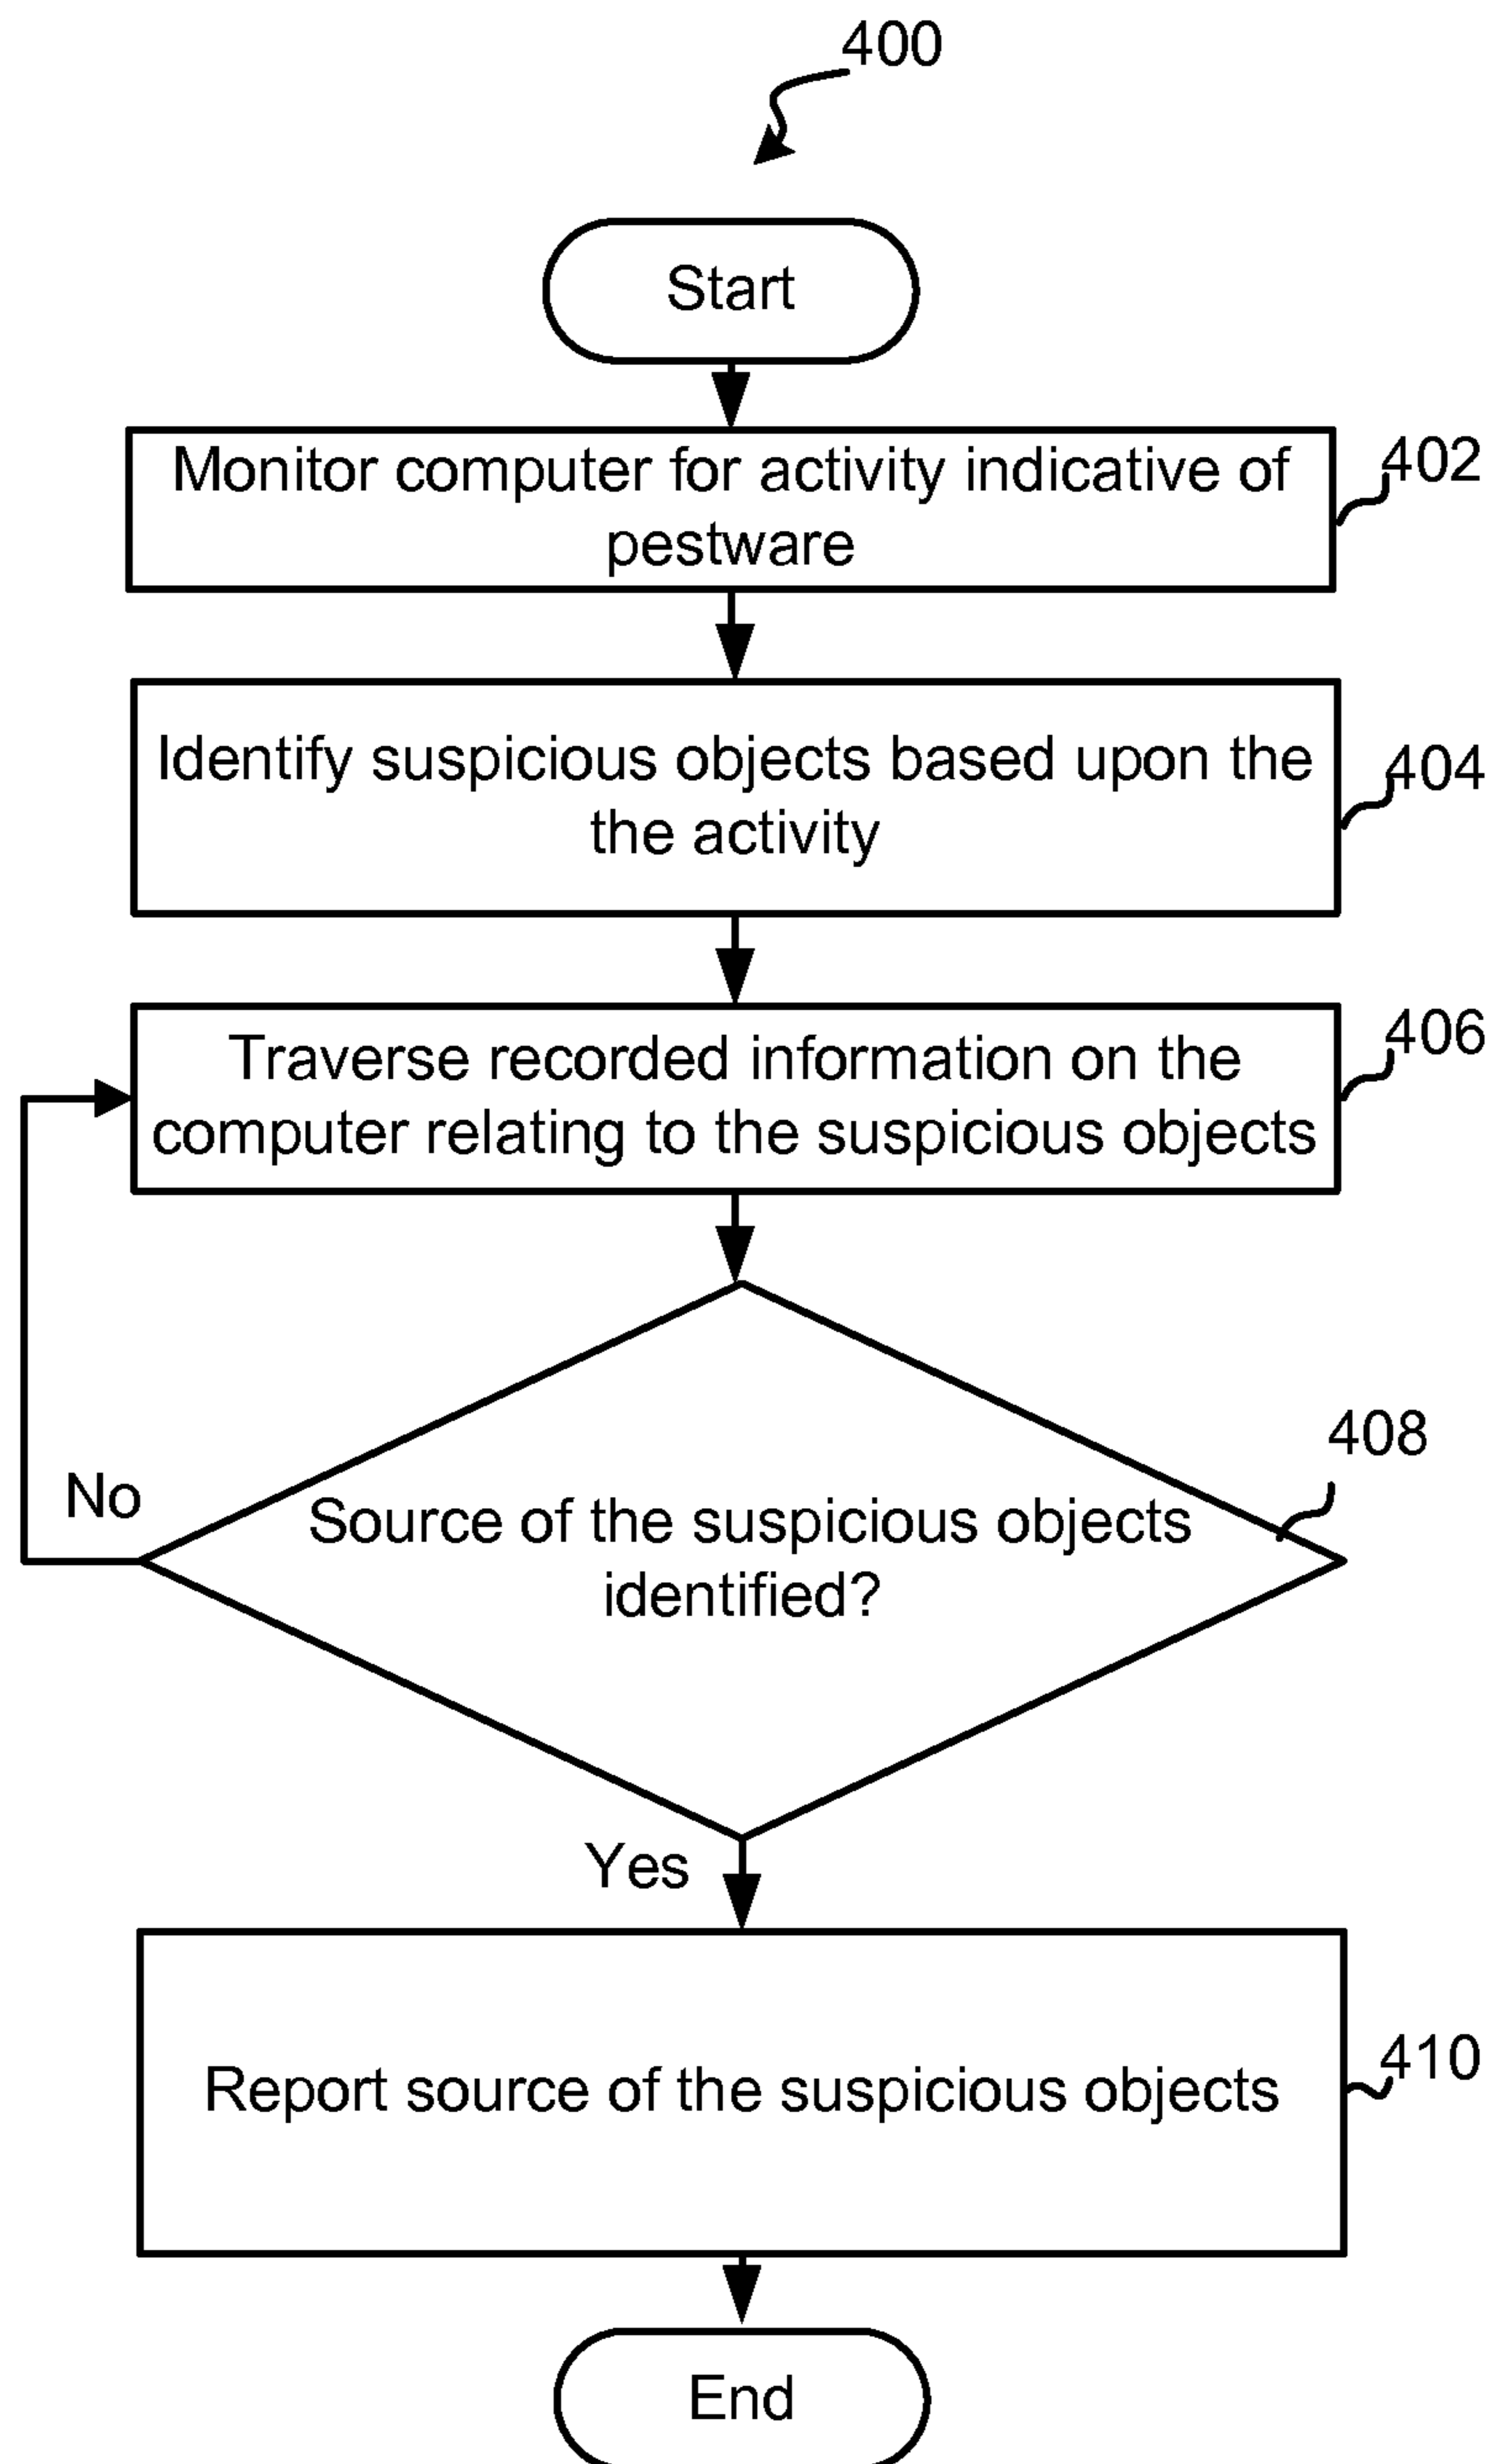 400
Start
Monitor computer for activity indicative of
pestware
402
Identify suspicious objects based upon the
the activity
404
Traverse recorded information on the
computer relating to the suspicious objects
406
Source of the suspicious objects
identified?
408
No
Yes
Report source of the suspicious objects
410
End